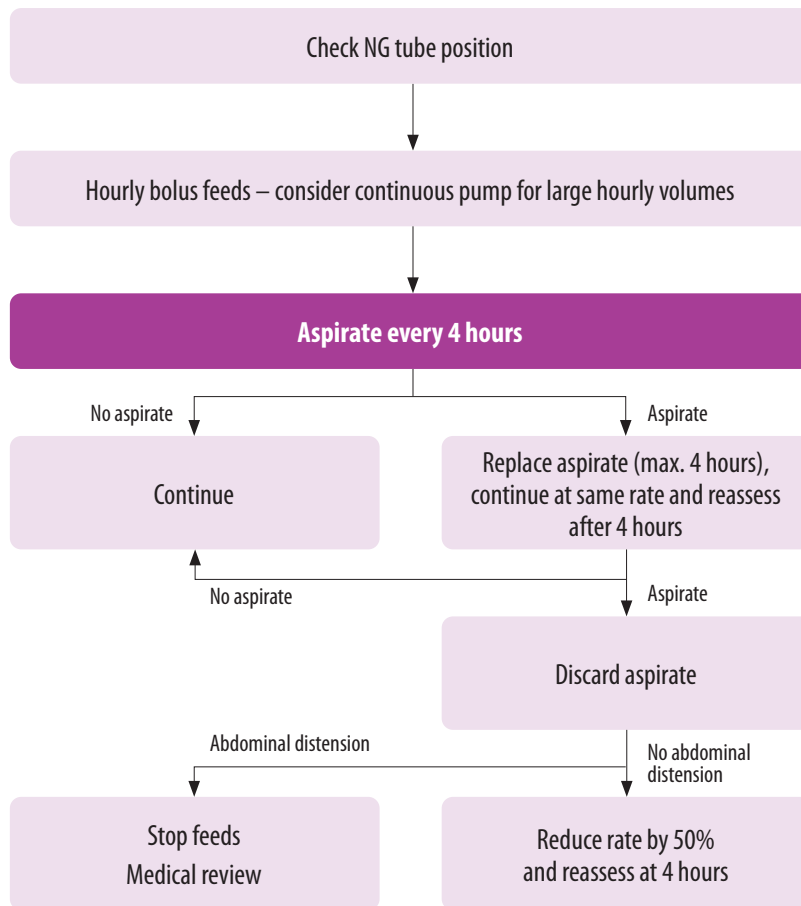 Check NG tube position
Hourly bolus feeds – consider continuous pump for large hourly volumes
Aspirate every 4 hours
No aspirate
Aspirate
Continue
Replace aspirate (max. 4 hours),
continue at same rate and reassess
after 4 hours
No aspirate
Aspirate
Discard aspirate
Abdominal distension
No abdominal
distension
Stop feeds
Medical review
Reduce rate by 50%
and reassess at 4 hours